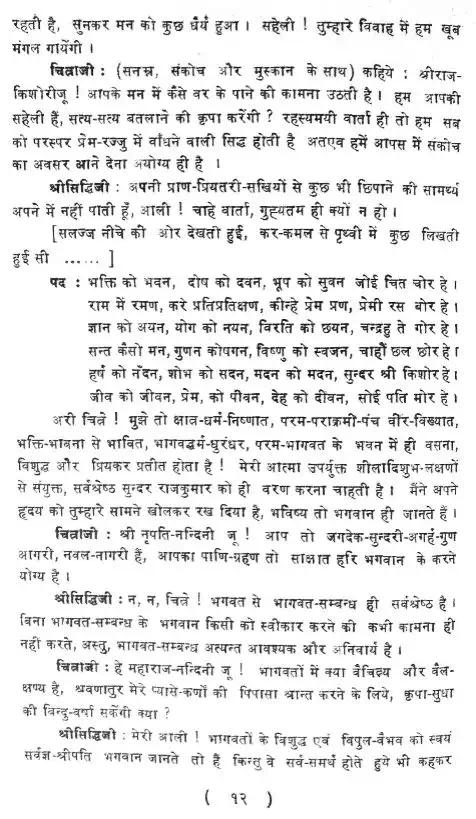 रहती है, सुनकर मन को कुछ धैर्य हुआ । सहेली ! तुम्हारे विवाह में हम खूब
मंगल गायेंगी ।
चित्राजी : (सनम्र, संकोच और मुस्कान के साथ) कहिये : श्रीराज-
किशोरीजू ! आपके मन में कैसे वर के पाने की कामना उठती है । हम आपकी
सहेली हैं, सत्य-सत्य बतलाने की कृपा करेंगी ? रहस्यमयी वार्ता ही तो हम सब
को परस्पर प्रेम-रज्जु में बाँधने वाली सिद्ध होती है अतएव हमें आपस में संकोच
का अवसर आने देना अयोग्य ही है ।
श्रीसिद्धिजी : अपनी प्राण-प्रियतरी-सखियों से कुछ भी छिपाने की सामर्थ्य
अपने में नहीं पाती हूँ, आली ! चाहे वार्ता, गुह्यतम ही क्यों न हो ।
[सलज्ज नीचे की ओर देखती हुई, कर-कमल से पृथ्वी में कुछ लिखती
हुई सी ...... ]
पद : भक्ति को भवन, दोष को दवन, भूप को सुवन जोई चित चोर हे ।
राम में रमण, करे प्रतिप्रतिक्षण, कीन्हे प्रेम प्रण, प्रेमी रस बोर हे ।
ज्ञान को अयन, योग को नयन, विरति को छयन, चन्द्रहु ते गोर हे ।
सन्त कैसो मन, गुणन कोषगन, विष्णु को स्वजन, चाहौं छल छोर हे ।
हर्ष को नँदन, शोभ को सदन, मदन को मदन, सुन्दर श्री किशोर हे ।
जीव को जीवन, प्रेम, को पीवन, देह को दीवन, सोई पति मोर हे ।
अरी चित्रे ! मुझे तो क्षात्र-धर्म-निष्णात, परम-पराक्रमी-पंच वीर-विख्यात,
भक्ति-भावना से भावित, भागवद्धर्म-धुरंधर, परम-भागवत के भवन में ही वसना,
विशुद्ध और प्रियकर प्रतीत होता है ! मेरी आत्मा उपर्युक्त शीलादिशुभ-लक्षणों
से संयुक्त, सर्वश्रेष्ठ सुन्दर राजकुमार को ही वरण करना चाहती है । मैंने अपने
हृदय को तुम्हारे सामने खोलकर रख दिया है, भविष्य तो भगवान ही जानते हैं ।
चित्राजी : श्री नृपति-नन्दिनी जू ! आप तो जगदेक-सुन्दरी-अगर्ह-गुण
आगरी, नवल-नागरी हैं, आपका पाणि-ग्रहण तो साक्षात हरि भगवान के करने
योग्य है ।
श्रीसिद्धिजी : न, न, चित्रे ! भगवत से भागवत-सम्बन्ध ही सर्वश्रेष्ठ है ।
विना भागवत-सम्बन्ध के भगवान किसी को स्वीकार करने की कभी कामना ही
नहीं करते, अस्तु, भागवत-सम्बन्ध अत्यन्त आवश्यक और अनिवार्य है ।
चित्राजी : हे महाराज-नन्दिनी जू ! भागवतों में क्या वैचित्र्य और वैल-
क्षण्य है, श्रवणातुर मेरे प्यासे-कर्णों की पिपासा शान्त करने के लिये, कृपा-सुधा
की विन्दु-वर्षा सकेंगी क्या ?
श्रीसिद्धिजी : मेरी आली ! भागवतों के विशुद्ध एवं विपुल-वैभव को स्वयं
सर्वज्ञ-श्रीपति भगवान जानते तो हैं किन्तु वे सर्व-समर्थ होते हुये भी कहकर
( १२ )